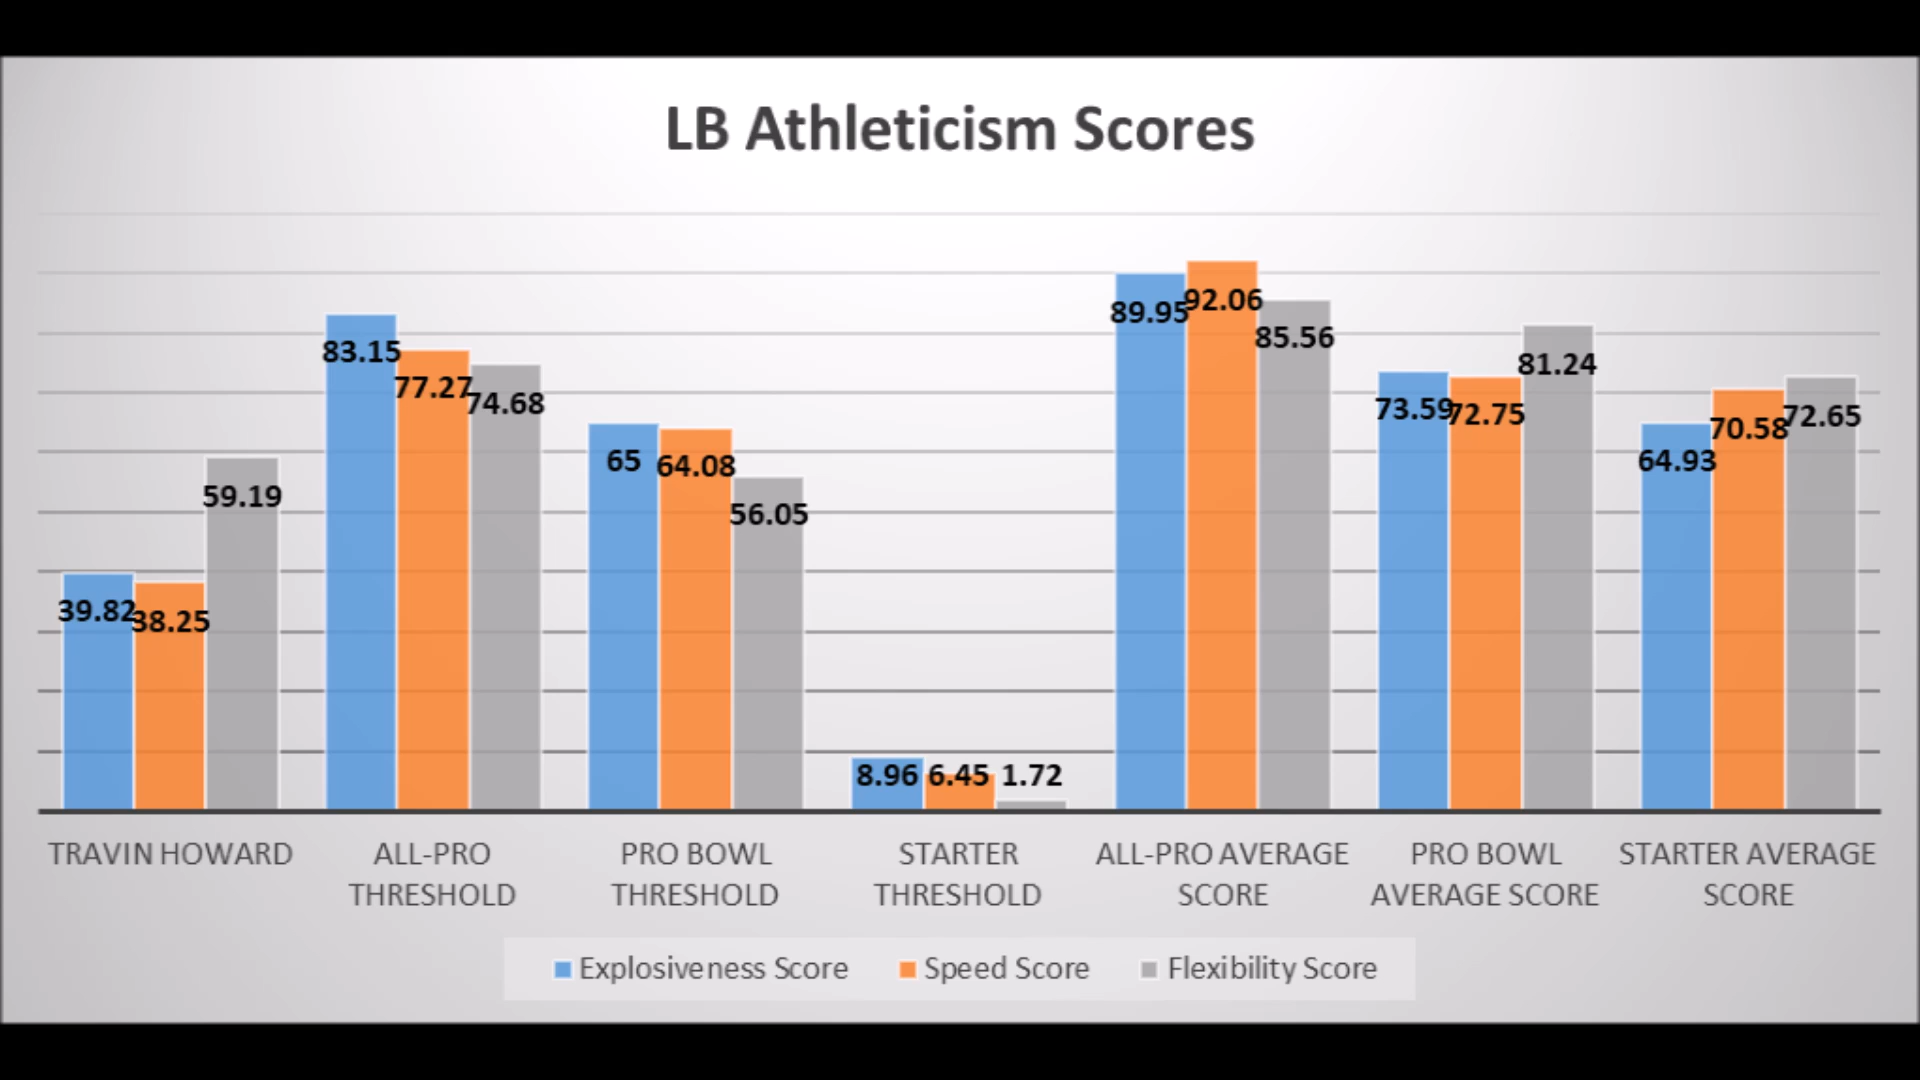 LB Athleticism Scores
39.82 38.25 59.19
83.15 77.27 74.68
65 64.08 56.05
8.96 6.45 1.72
89.95 92.06 85.56
73.59 72.75 81.24
64.93 70.58 72.65
TRAVIN HOWARD
ALL-PRO
THRESHOLD
PRO BOWL
THRESHOLD
STARTER
THRESHOLD
ALL-PRO AVERAGE
SCORE
PRO BOWL
AVERAGE SCORE
STARTER AVERAGE
SCORE
Explosiveness Score Speed Score Flexibility Score